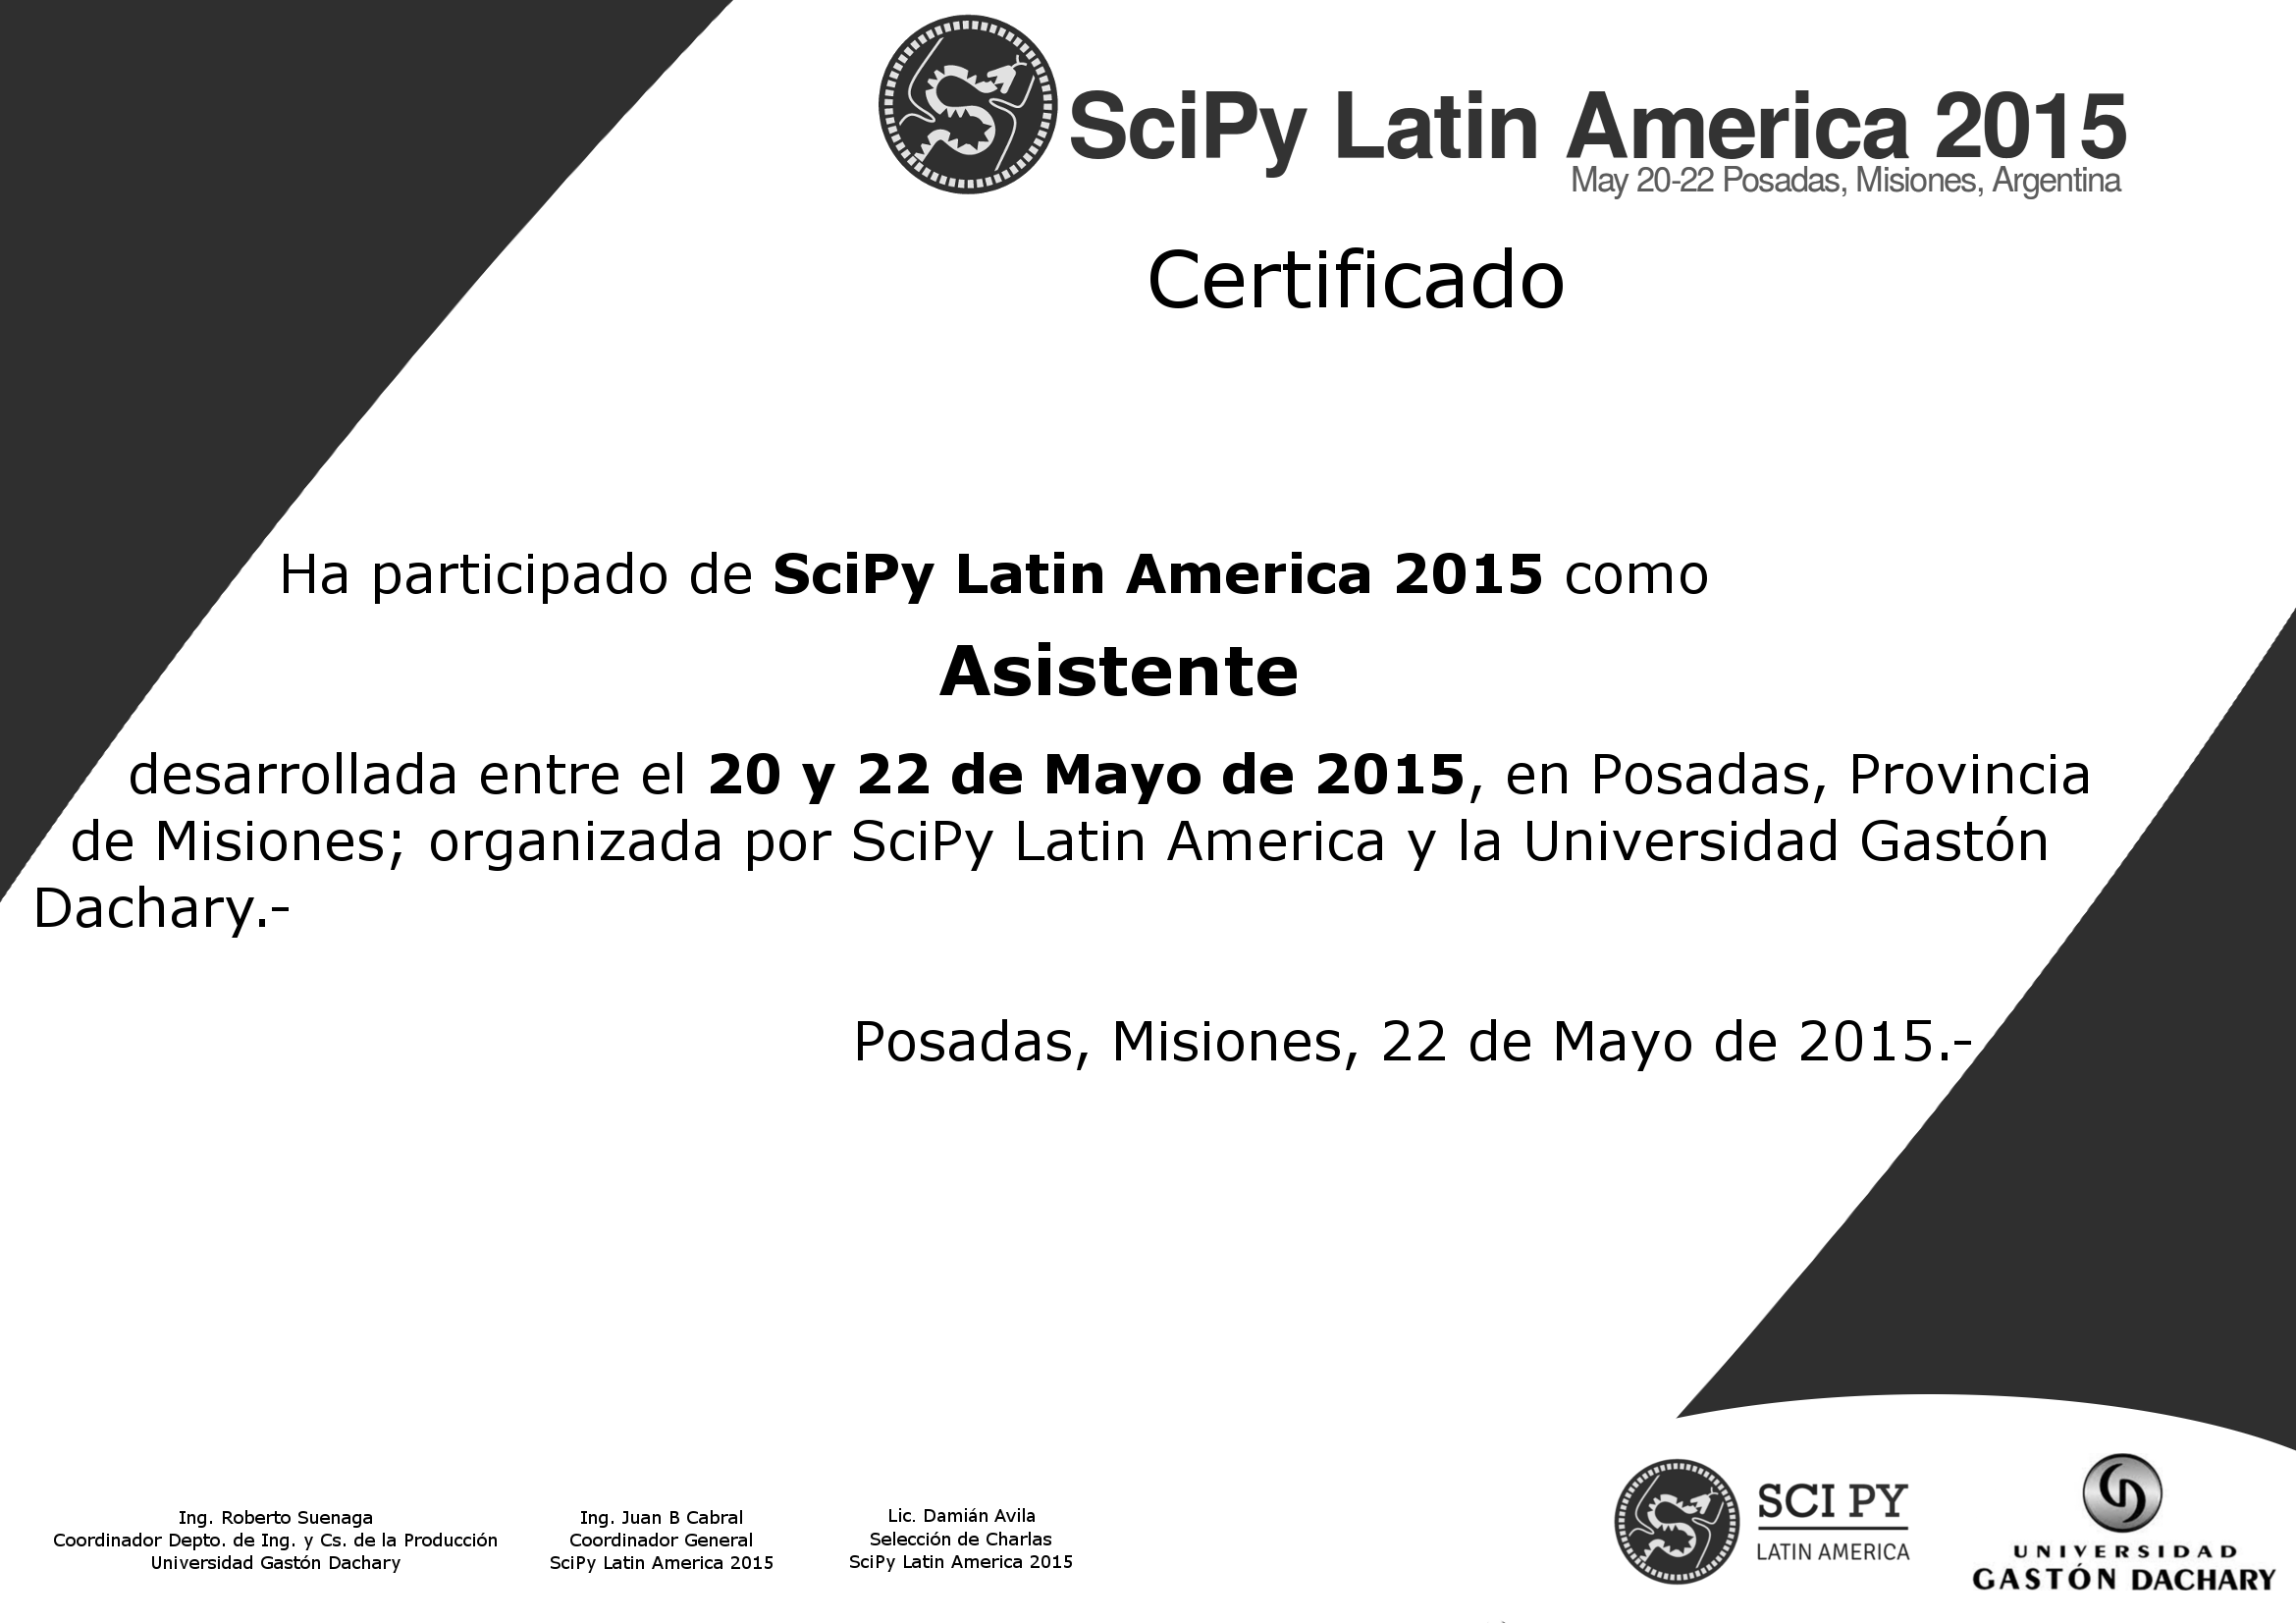 SciPy Latin America 2015
May 20-22 Posadas, Misiones, Argentina
Certificado
Ha participado de SciPy Latin America 2015 como
Asistente
desarrollada entre el 20 y 22 de Mayo de 2015, en Posadas, Provincia
de Misiones; organizada por SciPy Latin America y la Universidad Gastón
Dachary.-
Posadas, Misiones, 22 de Mayo de 2015.-
Ing. Roberto Suenaga
Coordinador Depto. de Ing. y Cs. de la Producción
Universidad Gastón Dachary
Ing. Juan B Cabral
Coordinador General
SciPy Latin America 2015
Lic. Damián Avila
Selección de Charlas
SciPy Latin America 2015
SCI PY
LATIN AMERICA
UNIVERSIDAD
GASTÓN DACHARY